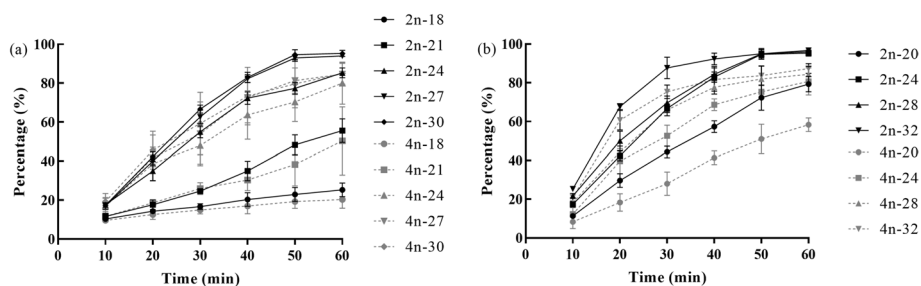 (a)
Percentage (%)
100
80
60
40
20
0
0 10 20 30 40 50 60
Time (min)
2n-18
2n-21
2n-24
2n-27
2n-30
4n-18
4n-21
4n-24
4n-27
4n-30
(b)
Percentage (%)
100
80
60
40
20
0
0 10 20 30 40 50 60
Time (min)
2n-20
2n-24
2n-28
2n-32
4n-20
4n-24
4n-28
4n-32